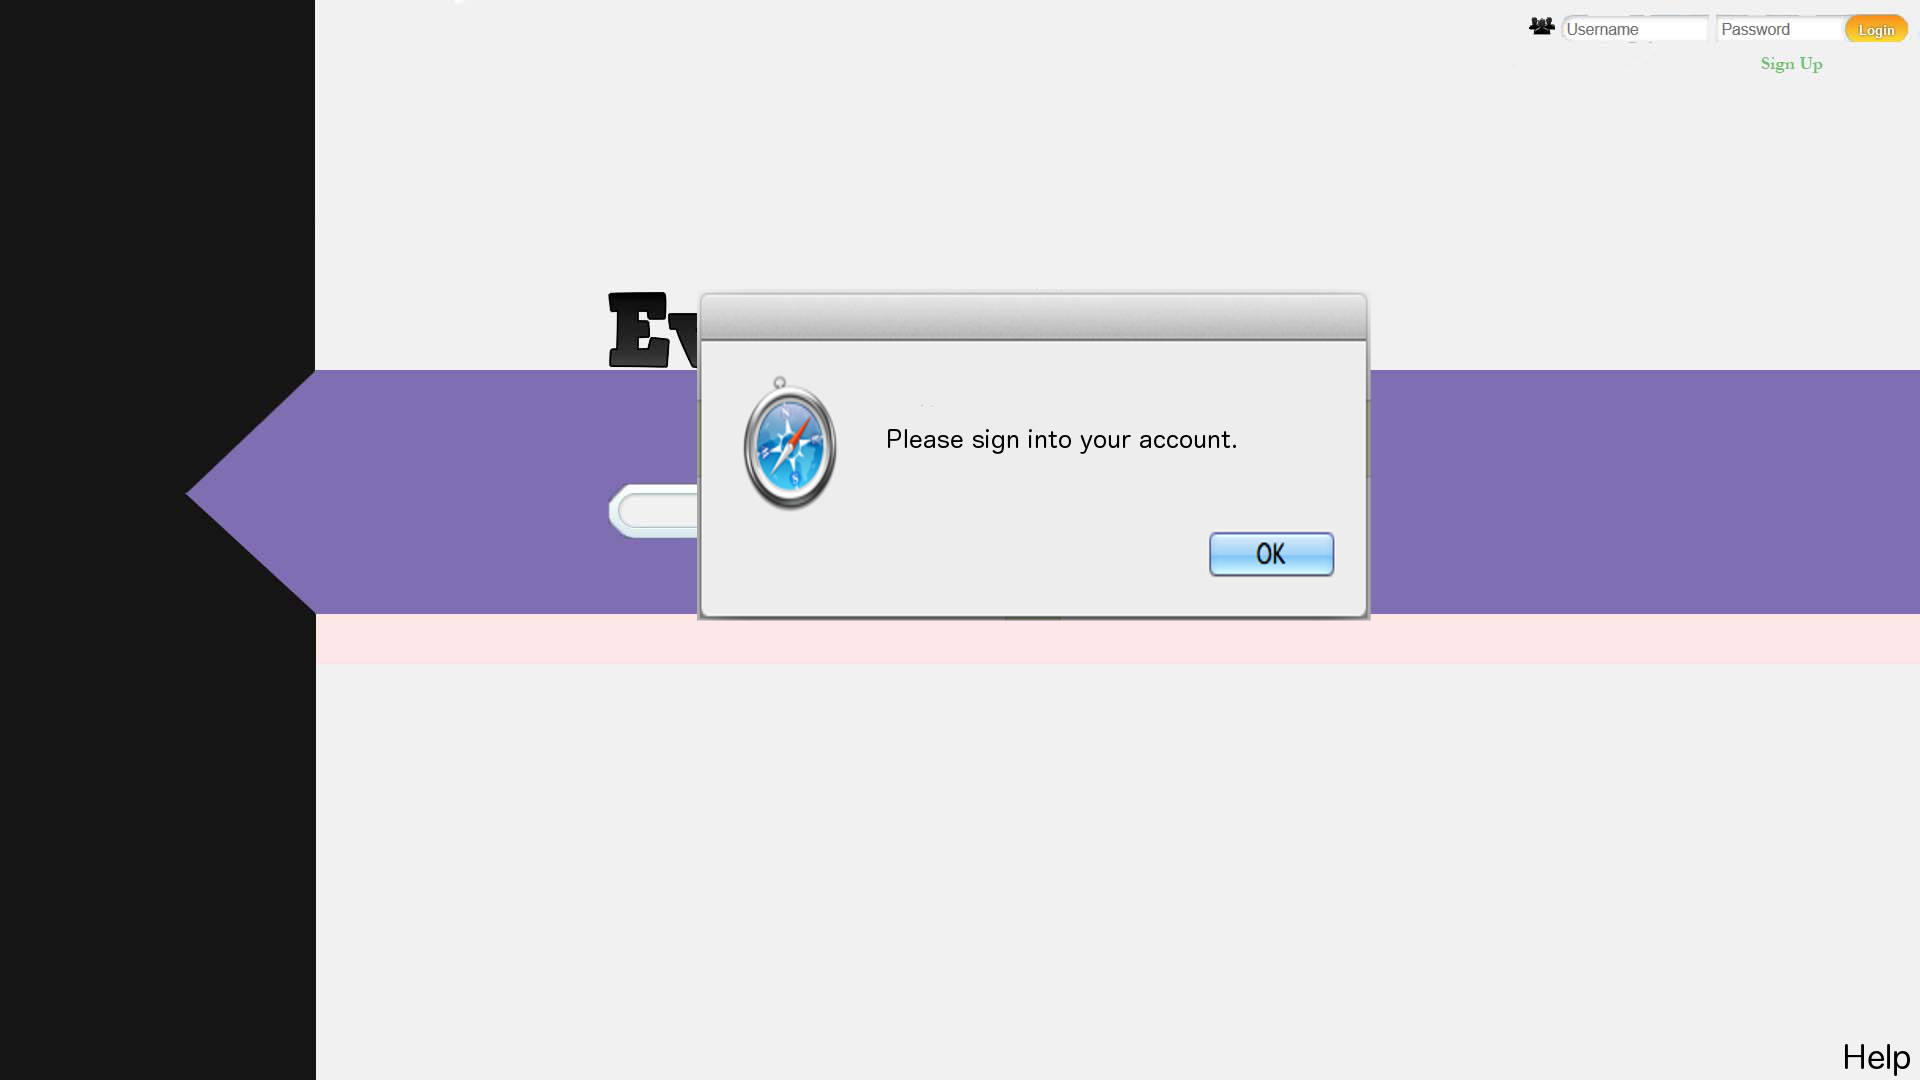 Username
Password
Login
Sign Up
Please sign into your account.
OK
Help